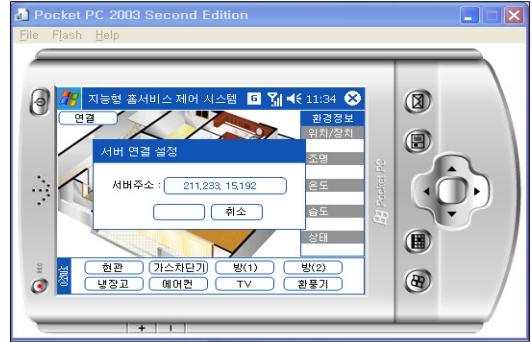 Pocket PC 2003 Second Edition
File Flash Help
지능형 홈서비스 제어 시스템 G 11:34
연결
환경정보
위치/장치
서버 연결 설정
조명
서버주소 : 211,233, 15,192
온도
취소
습도
상태
현관 가스차단기 방(1) 방(2)
냉장고 에어컨 TV 환풍기
Pocket PC
REC